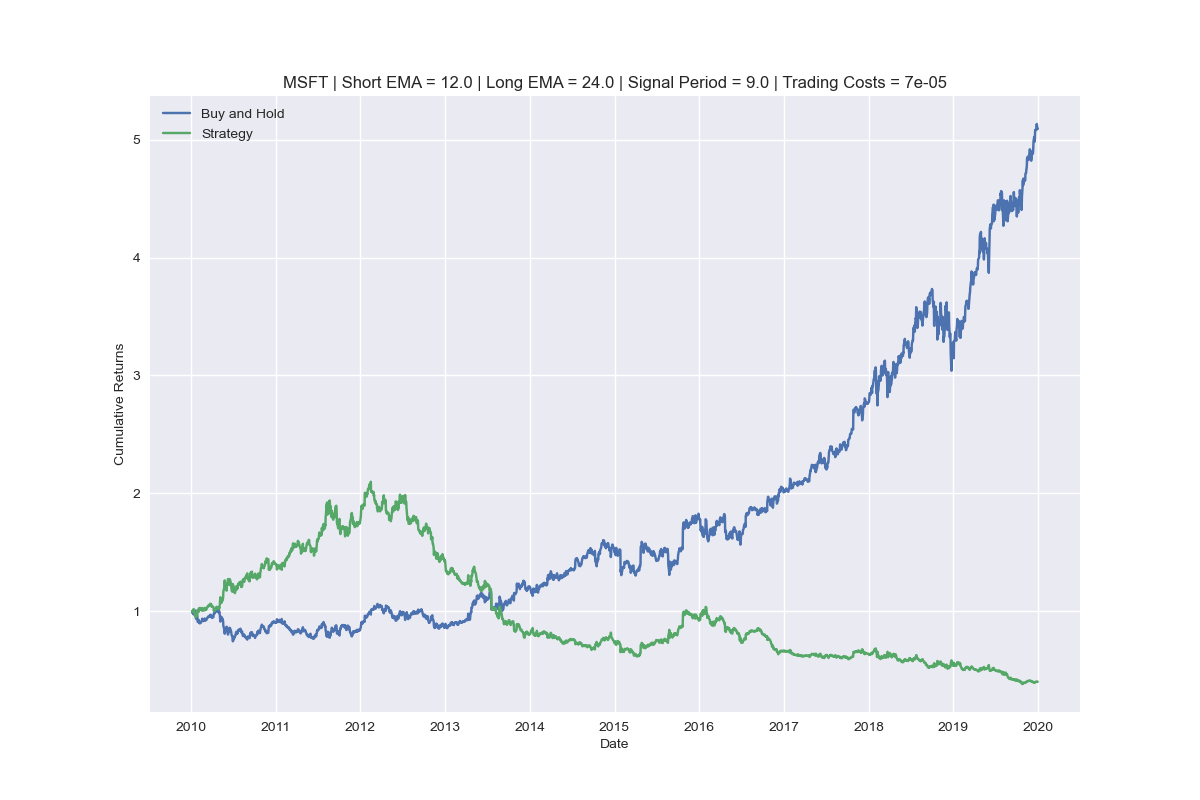 MSFT | Short EMA = 12.0 | Long EMA = 24.0 | Signal Period = 9.0 | Trading Costs = 7e-05
Buy and Hold
Strategy
5
4
3
2
1
Cumulative Returns
2010 2011 2012 2013 2014 2015 2016 2017 2018 2019 2020
Date